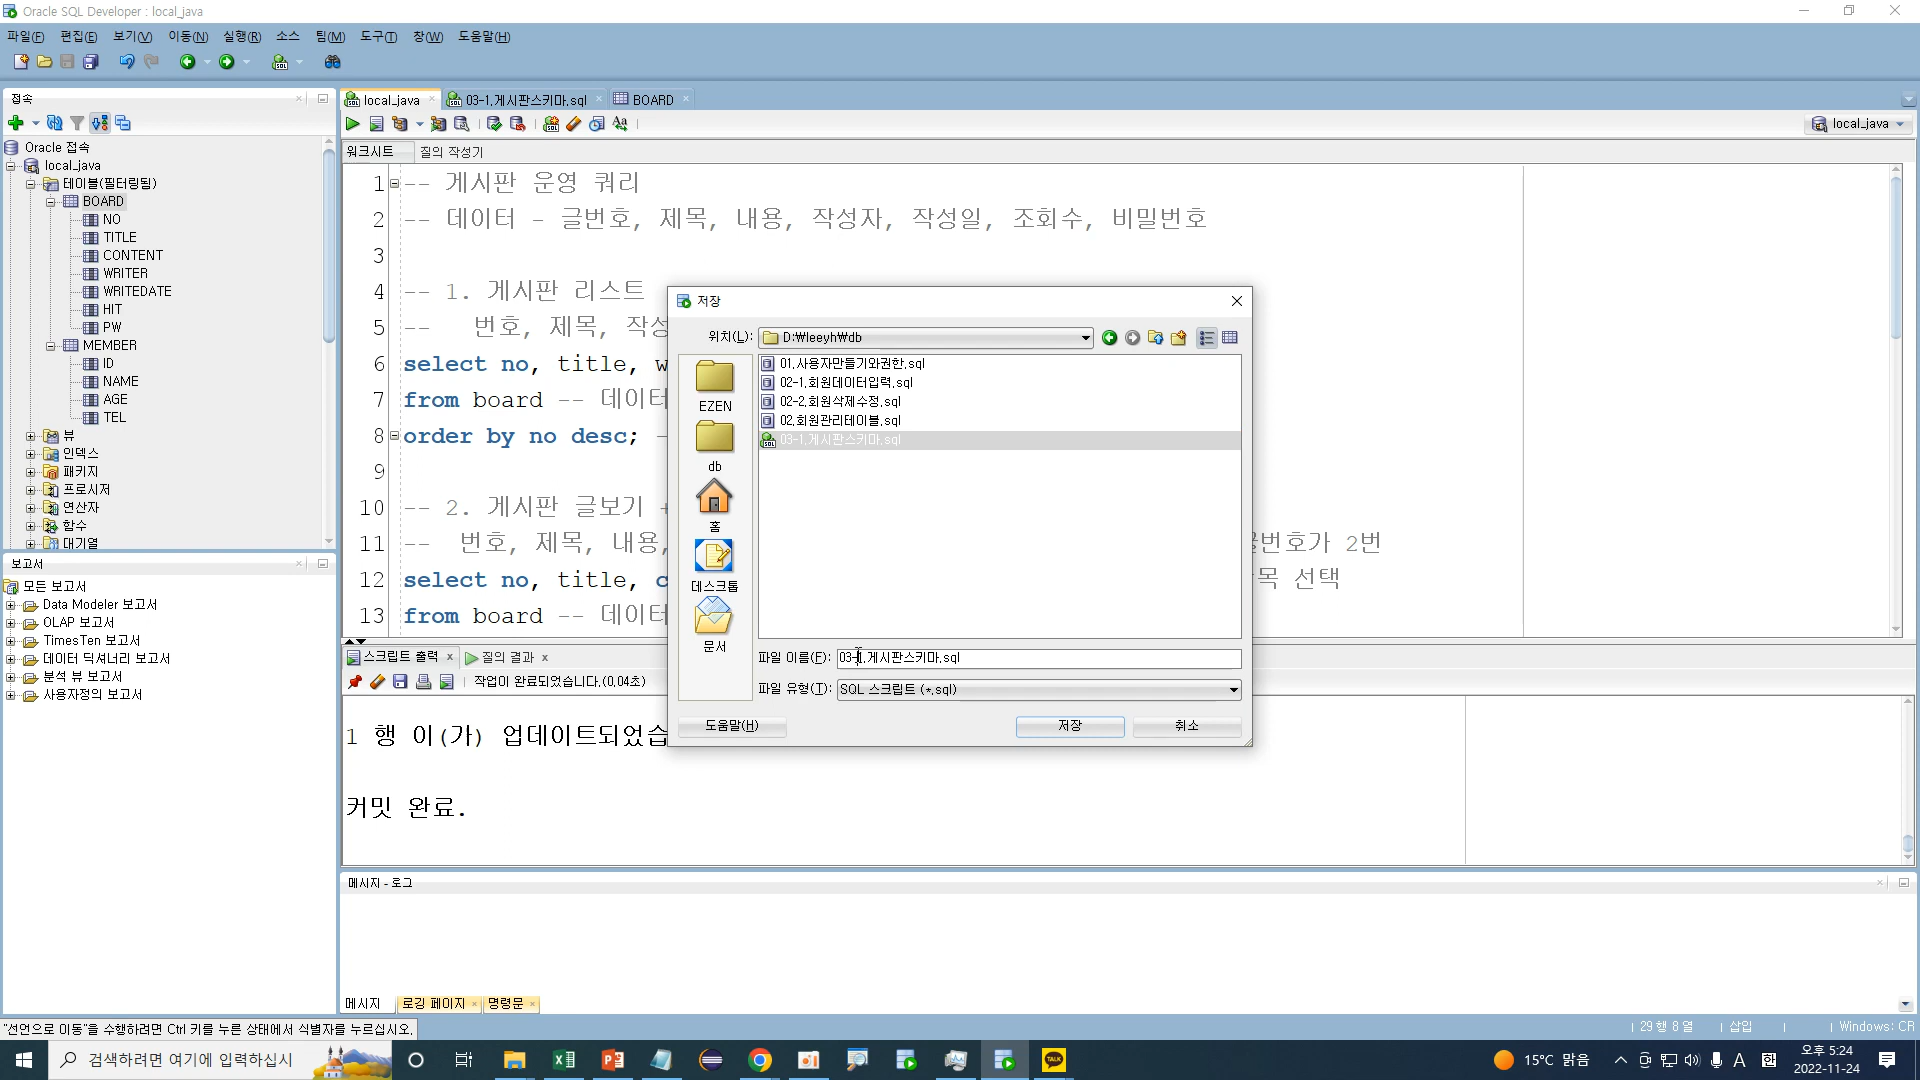 Oracle SQL Developer : local_java
파일(F) 편집(E) 보기(V) 이동(N) 실행(R) 소스 팀(M) 도구(T) 창(W) 도움말(H)
접속
Oracle 접속
local_java
테이블(필터링됨)
BOARD
NO
TITLE
CONTENT
WRITER
WRITEDATE
HIT
PW
MEMBER
ID
NAME
AGE
TEL
뷰
인덱스
패키지
프로시저
연산자
함수
대기열
보고서
모든 보고서
Data Modeler 보고서
OLAP 보고서
TimesTen 보고서
데이터 딕셔너리 보고서
분석 뷰 보고서
사용자정의 보고서
local_java 03-1.게시판스키마.sql BOARD
local_java
워크시트 질의 작성기
1 -- 게시판 운영 쿼리
2 -- 데이터 - 글번호, 제목, 내용, 작성자, 작성일, 조회수, 비밀번호
3
4 -- 1. 게시판 리스트
5 -- 번호, 제목, 작성
6 select no, title, w
7 from board -- 데이터
8 order by no desc; -
9
10 -- 2. 게시판 글보기 +
11 -- 번호, 제목, 내용, 글번호가 2번
12 select no, title, c 항목 선택
13 from board -- 데이터
저장
위치(L): D:\leeyh\db
EZEN
db
홈
데스크톱
문서
01.사용자만들기와권한.sql
02-1.회원데이터입력.sql
02-2.회원삭제수정.sql
02.회원관리테이블.sql
03-1.게시판스키마.sql
파일 이름(F): 03-1.게시판스키마.sql
파일 유형(T): SQL 스크립트 (*.sql)
도움말(H) 저장 취소
스크립트 출력 질의 결과
작업이 완료되었습니다.(0.04초)
1 행 이(가) 업데이트되었습
커밋 완료.
메시지 - 로그
메시지 로깅 페이지 명령문
"선언으로 이동"을 수행하려면 Ctrl 키를 누른 상태에서 식별자를 누르십시오.
29 행 8 열 삽입 Windows: CR
검색하려면 여기에 입력하십시
TALK
15°C 맑음
A 한
오후 5:24
2022-11-24